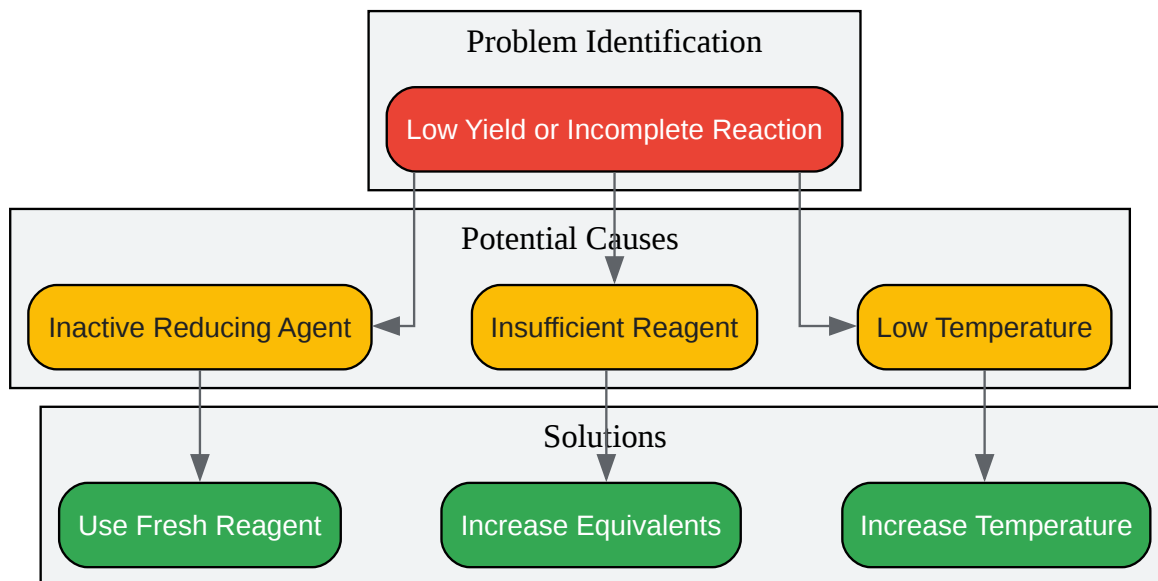 Problem Identification
Low Yield or Incomplete Reaction
Potential Causes
Inactive Reducing Agent
Insufficient Reagent
Low Temperature
Solutions
Use Fresh Reagent
Increase Equivalents
Increase Temperature